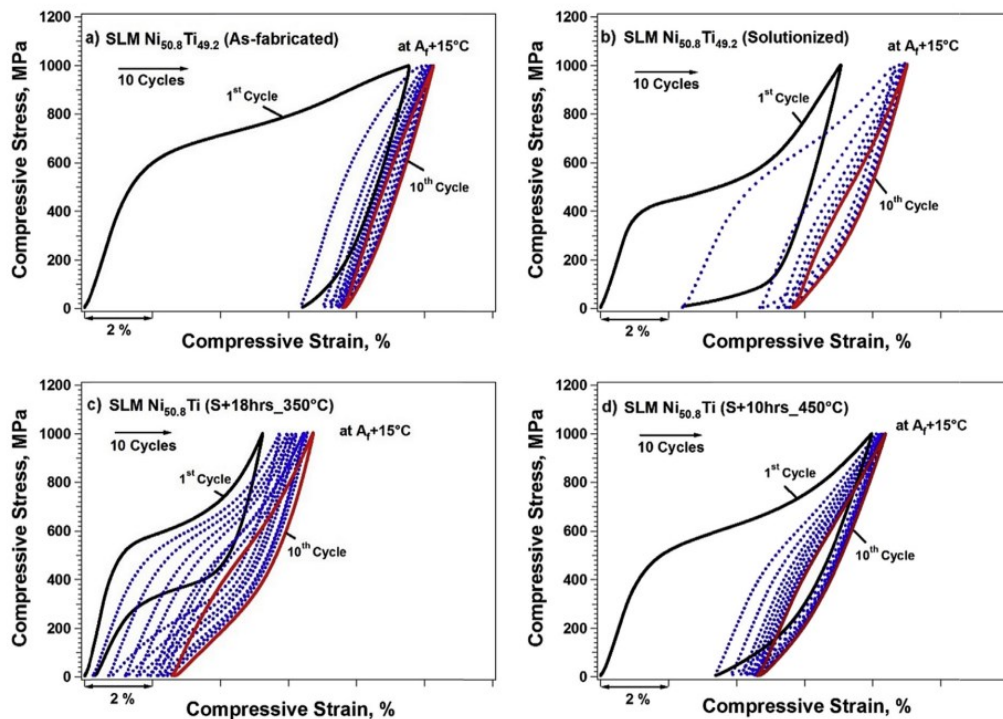 1200
1000
800
600
400
200
0
Compressive Stress, MPa
a) SLM Ni50.8Ti49.2 (As-fabricated)
10 Cycles
at Af+15°C
1st Cycle
10th Cycle
2 %
Compressive Strain, %
1200
1000
800
600
400
200
0
Compressive Stress, MPa
b) SLM Ni50.8Ti49.2 (Solutionized)
10 Cycles
at Af+15°C
1st Cycle
10th Cycle
2 %
Compressive Strain, %
1200
1000
800
600
400
200
0
Compressive Stress, MPa
c) SLM Ni50.8Ti (S+18hrs_350°C)
10 Cycles
at Af+15°C
1st Cycle
10th Cycle
2 %
Compressive Strain, %
1200
1000
800
600
400
200
0
Compressive Stress, MPa
d) SLM Ni50.8Ti (S+10hrs_450°C)
10 Cycles
at Af+15°C
1st Cycle
10th Cycle
2 %
Compressive Strain, %